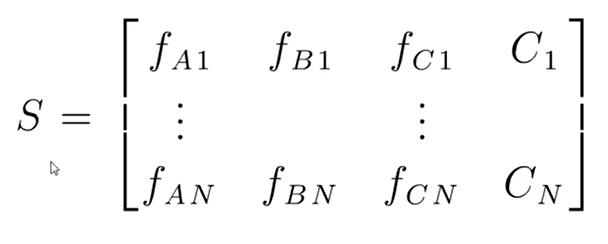 f_{A1} f_{B1} f_{C1} C_1
S = ⋮ ⋮
f_{AN} f_{BN} f_{CN} C_N